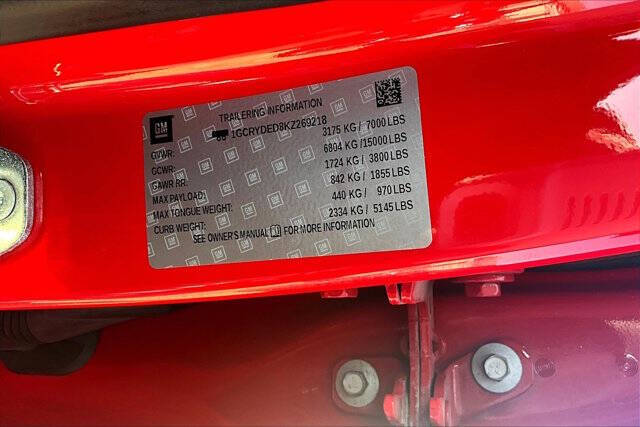 GM
TRAILERING INFORMATION
1GCRYDED8KZ269218
GVWR: 3175 KG / 7000 LBS
GCWR: 6804 KG /15000 LBS
GAWR RR: 1724 KG / 3800 LBS
MAX PAYLOAD: 842 KG / 1855 LBS
MAX TONGUE WEIGHT: 440 KG / 970 LBS
CURB WEIGHT: 2334 KG / 5145 LBS
SEE OWNER'S MANUAL FOR MORE INFORMATION